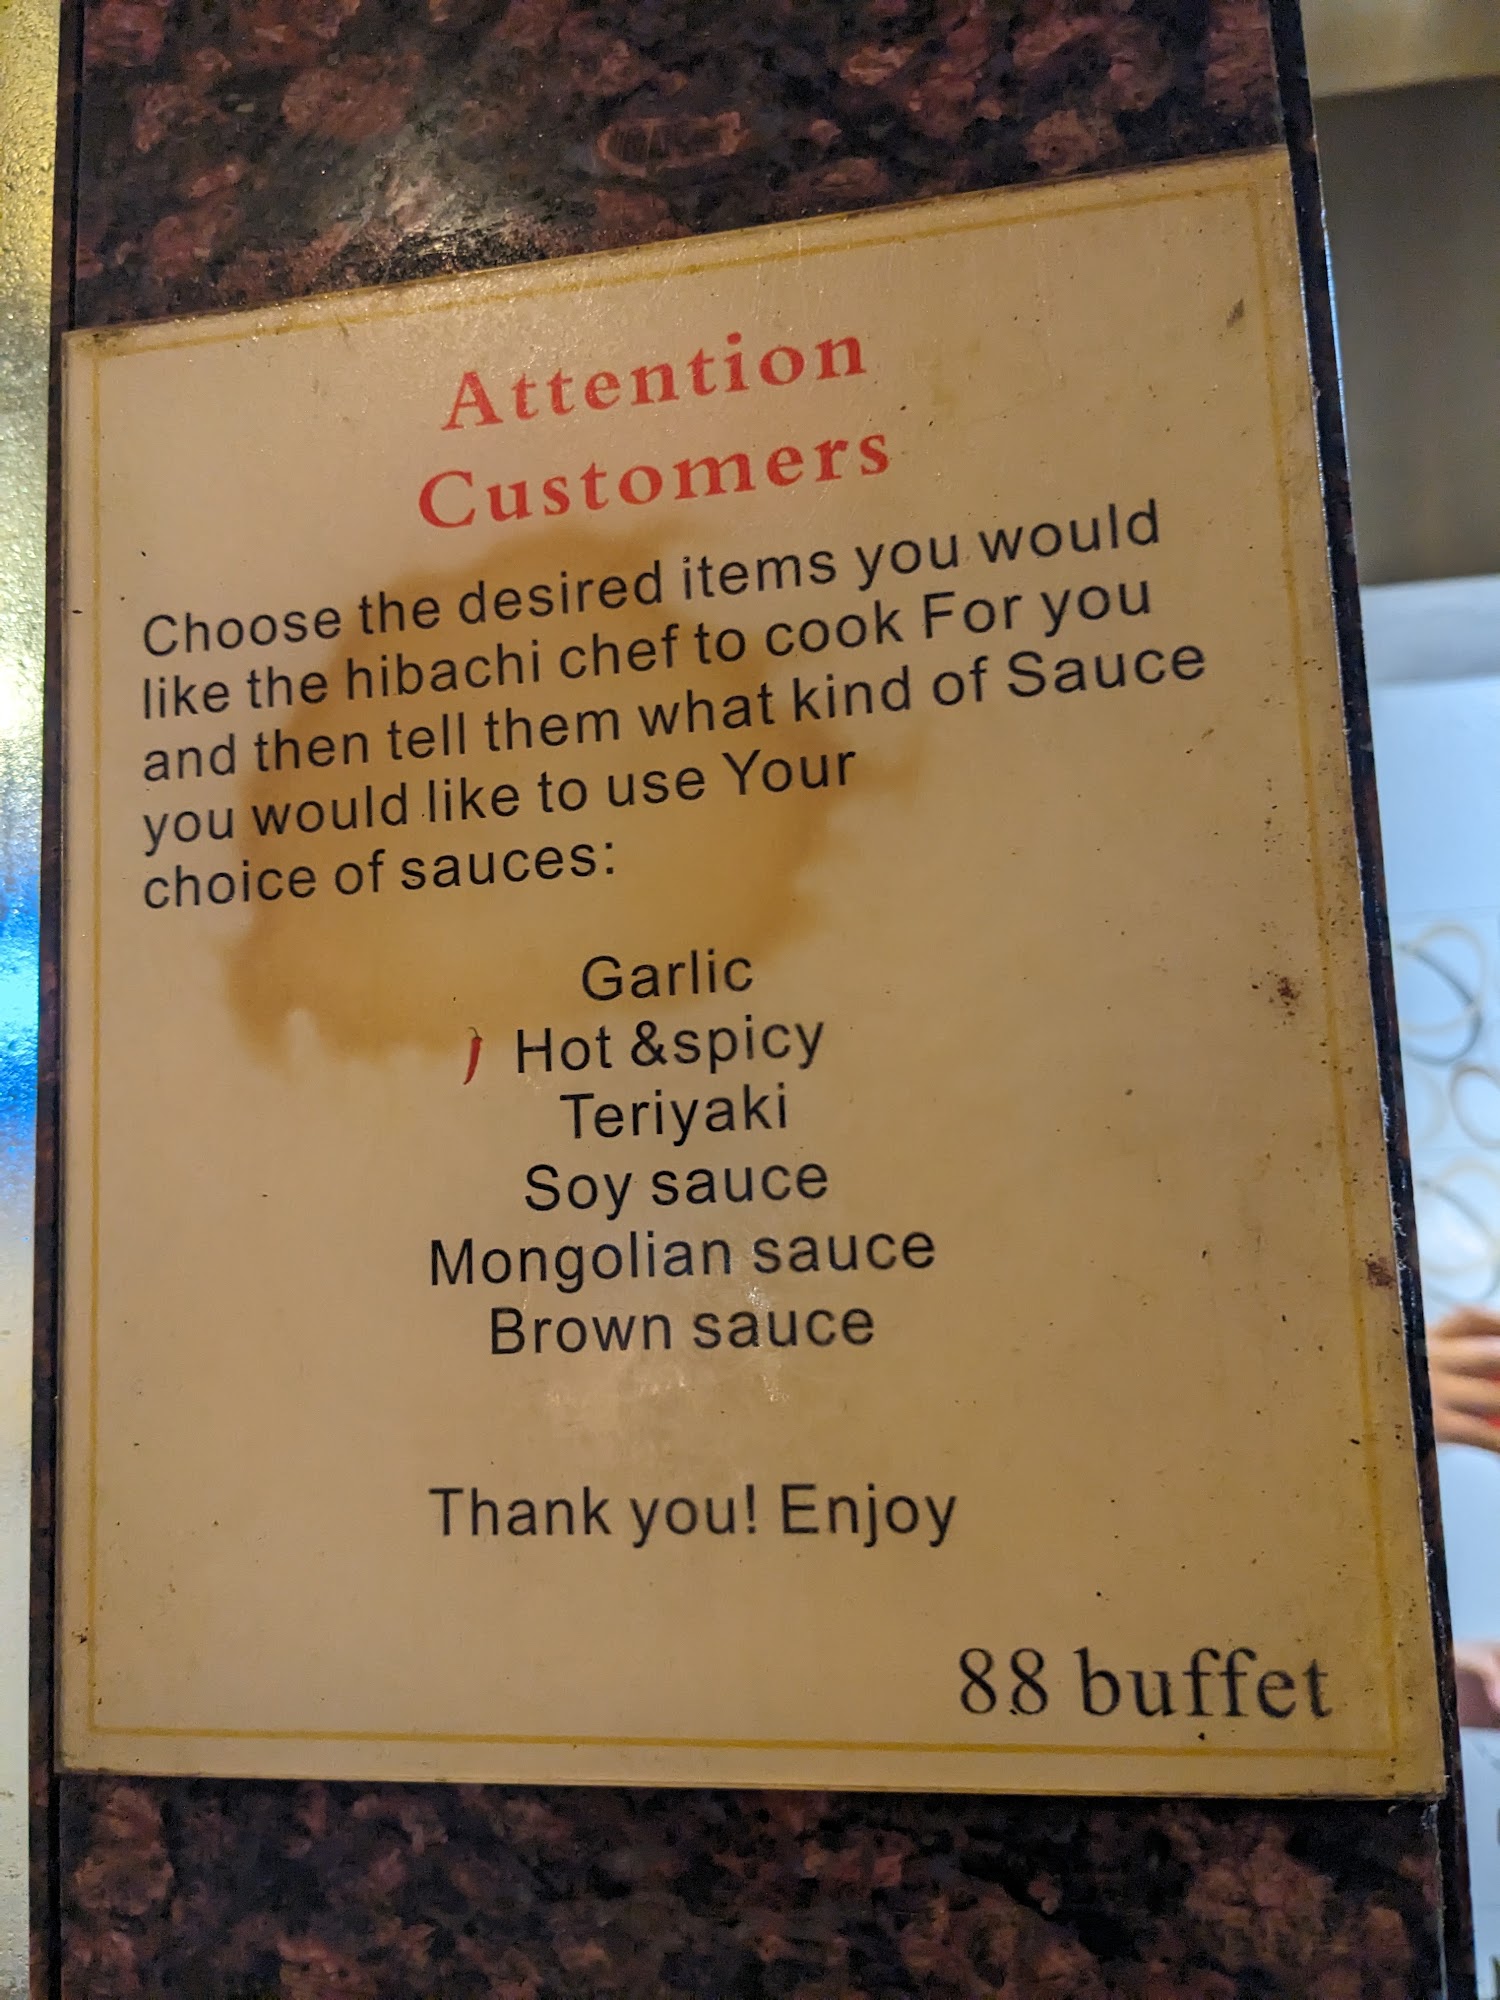 Attention
Customers
Choose the desired items you would
like the hibachi chef to cook For you
and then tell them what kind of Sauce
you would like to use Your
choice of sauces:
Garlic
Hot &spicy
Teriyaki
Soy sauce
Mongolian sauce
Brown sauce
Thank you! Enjoy
88 buffet